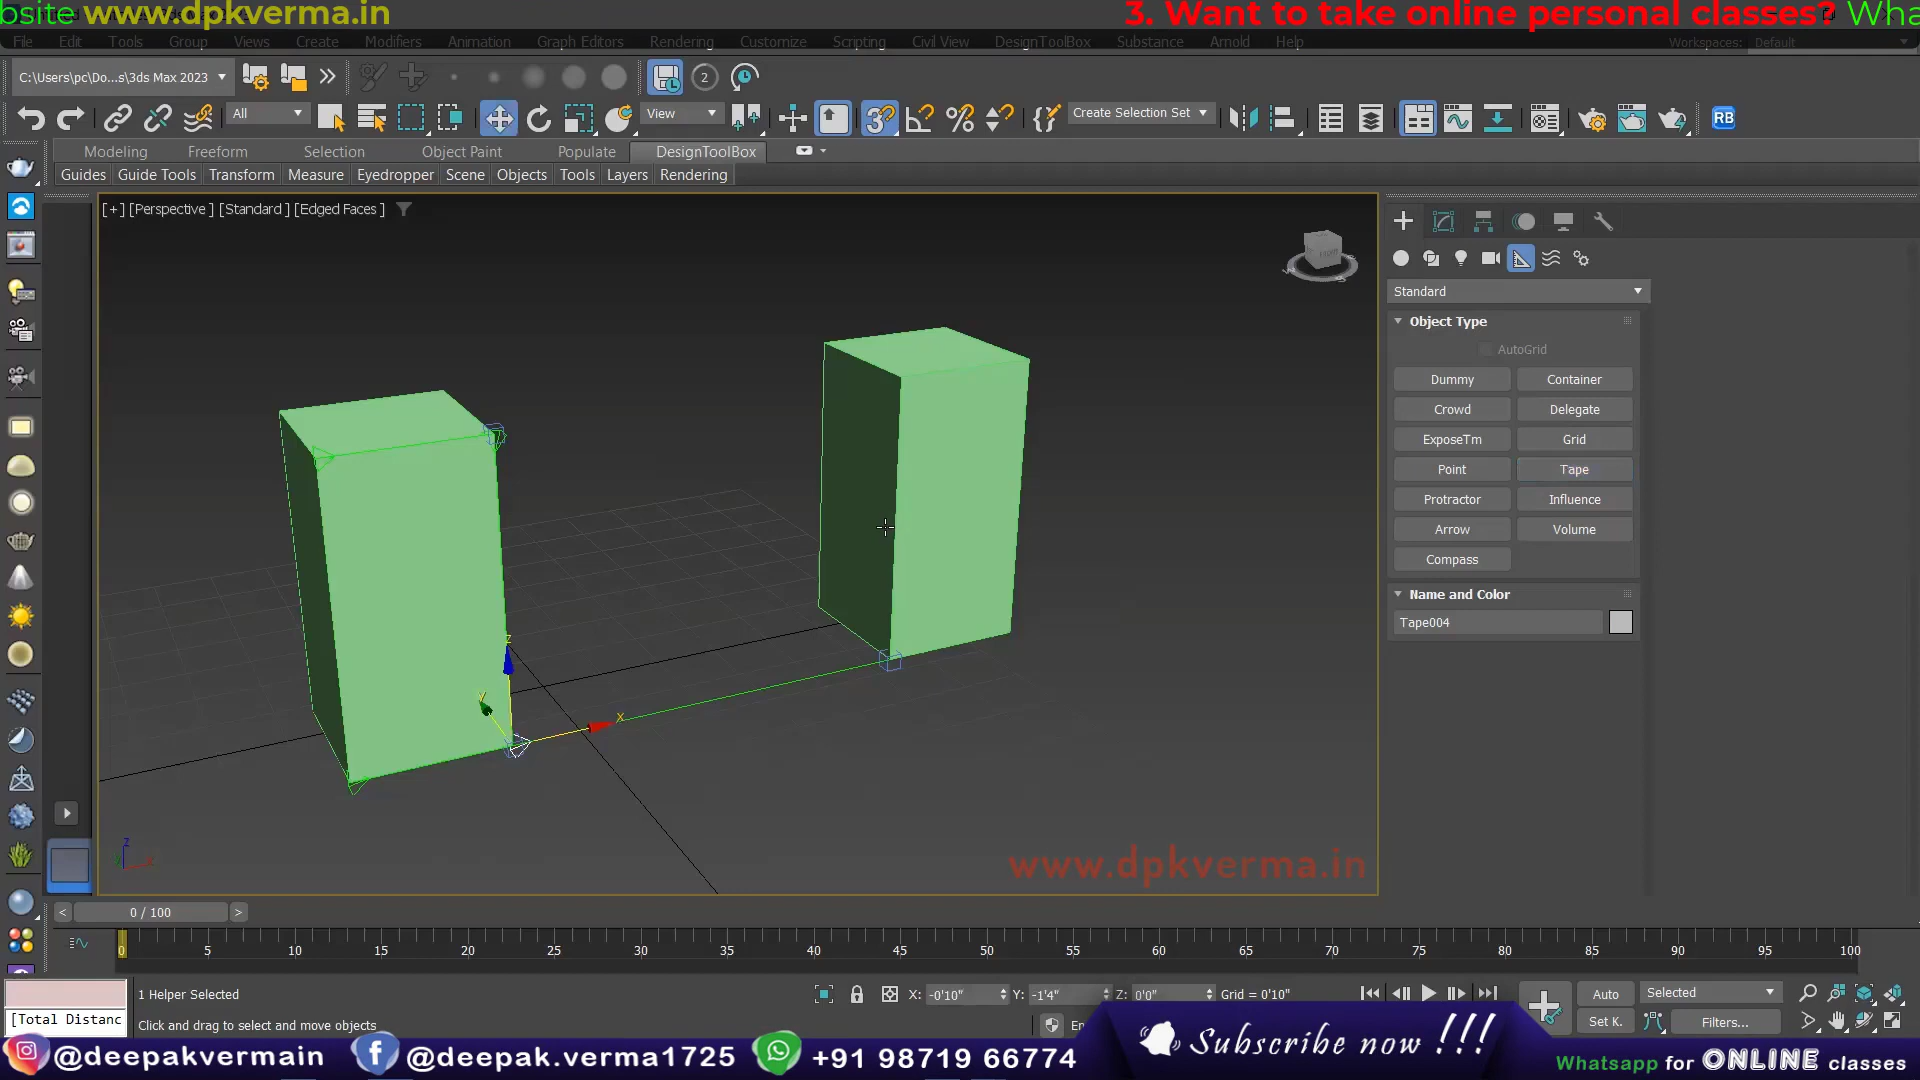 bsite www.dpkverma.in
3. Want to take online personal classes? Wha
File Edit Tools Group Views Create Modifiers Animation Graph Editors Rendering Customize Scripting Civil View DesignToolBox Substance Arnold Help Workspaces: Default
C:\Users\pc\Do...s\3ds Max 2023
2
All View 3 Create Selection Set RB
Modeling Freeform Selection Object Paint Populate DesignToolBox
Guides Guide Tools Transform Measure Eyedropper Scene Objects Tools Layers Rendering
[+] [Perspective ] [Standard ] [Edged Faces ]
Standard
Object Type
AutoGrid
Dummy Container
Crowd Delegate
ExposeTm Grid
Point Tape
Protractor Influence
Arrow Volume
Compass
Name and Color
Tape004
z
y
x
z
www.dpkverma.in
< 0 / 100 >
0 5 10 15 20 25 30 35 40 45 50 55 60 65 70 75 80 85 90 95 100
1 Helper Selected X: -0'10" Y: -1'4" Z: 0'0" Grid = 0'10" Auto Selected
[Total Distanc Click and drag to select and move objects En Set K. Filters...
@deepakvermain @deepak.verma1725 +91 98719 66774 Subscribe now !!! Whatsapp for ONLINE classes